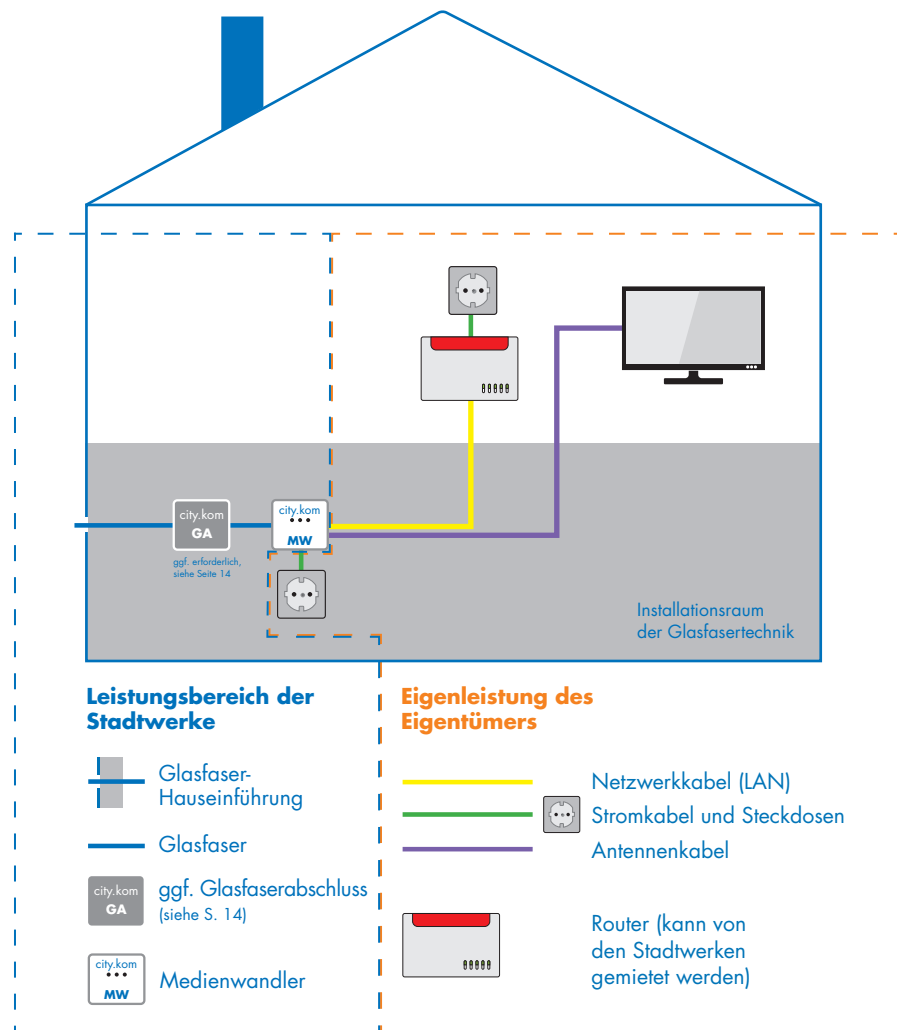 city.kom
GA
ggf. erforderlich,
siehe Seite 14
city.kom
MW
Installationsraum
der Glasfasertechnik
Leistungsbereich der
Stadtwerke
Glasfaser-
Hauseinführung
Glasfaser
city.kom
GA
ggf. Glasfaserabschluss
(siehe S. 14)
city.kom
MW
Medienwandler
Eigenleistung des
Eigentümers
Netzwerkkabel (LAN)
Stromkabel und Steckdosen
Antennenkabel
Router (kann von
den Stadtwerken
gemietet werden)